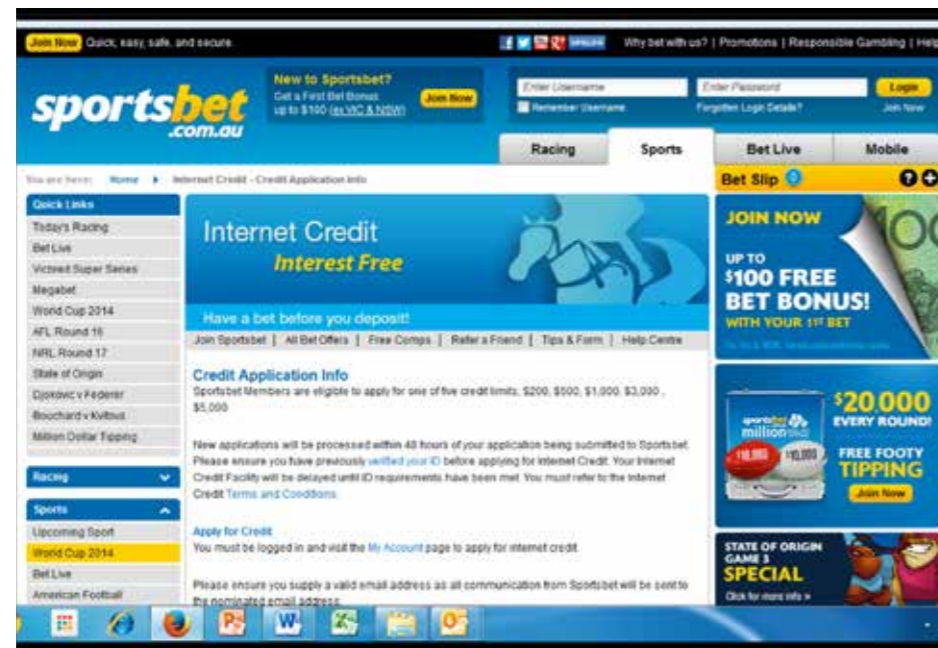 Join Now Quick, easy, safe, and secure.
Why bet with us? | Promotions | Responsible Gambling | Help
sportsbet
.com.au
New to Sportsbet?
Get a First Bet Bonus
up to $100 (ex VIC & NSW)
Join Now
Enter Username
Enter Password
Login
Remember Username
Forgotten Login Details?
Join Now
Racing
Sports
Bet Live
Mobile
You are here: Home Internet Credit - Credit Application Info
Bet Slip
Quick Links
Today's Racing
Bet Live
Victoed Super Series
Megabet
World Cup 2014
AFL Round 16
NRL Round 17
State of Origin
Djokovic v Federer
Bouchard v Kvitova
Million Dollar Tipping
Racing
Sports
Upcoming Sport
World Cup 2014
Bet Live
American Football
Internet Credit
Interest Free
Have a bet before you deposit!
Join Sportsbet | All Bet Offers | Free Comps | Refer a Friend | Tips & Form | Help Centre
Credit Application Info
Sportsbet Members are eligible to apply for one of five credit limits, $200, $500, $1,000, $3,000 ,
$5,000
New applications will be processed within 48 hours of your application being submitted to Sportsbet.
Please ensure you have previously verified your ID before applying for Internet Credit. Your Internet
Credit Facility will be delayed until ID requirements have been met. You must refer to the Internet
Credit Terms and Conditions.
Apply for Credit
You must be logged in and visit the My Account page to apply for internet credit.
Please ensure you supply a valid email address as all communication from Sportsbet will be sent to
the nominated email address.
JOIN NOW
UP TO
$100 FREE
BET BONUS!
WITH YOUR 1ST BET
100
sportsbet
million
$10,000
$10,000
$20,000
EVERY ROUND!
FREE FOOTY
TIPPING
Join Now
STATE OF ORIGIN
GAME 3
SPECIAL
Click for more info »